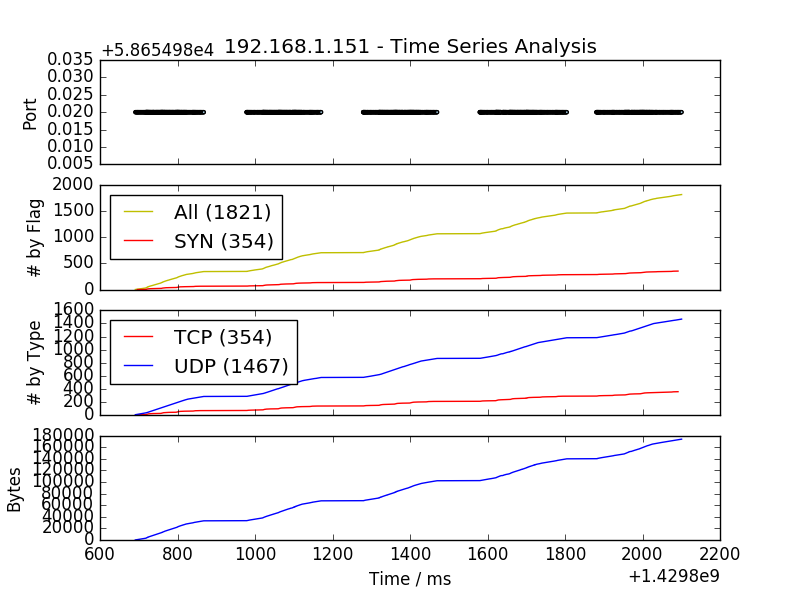 +5.865498e4 192.168.1.151 - Time Series Analysis
0.035
0.030
0.025
0.020
0.015
0.010
0.005
Port
2000
1500
1000
500
0
# by Flag
All (1821)
SYN (354)
1600
1400
1200
1000
800
600
400
200
0
# by Type
TCP (354)
UDP (1467)
180000
160000
140000
120000
100000
80000
60000
40000
20000
0
Bytes
600 800 1000 1200 1400 1600 1800 2000 2200
Time / ms
+1.4298e9